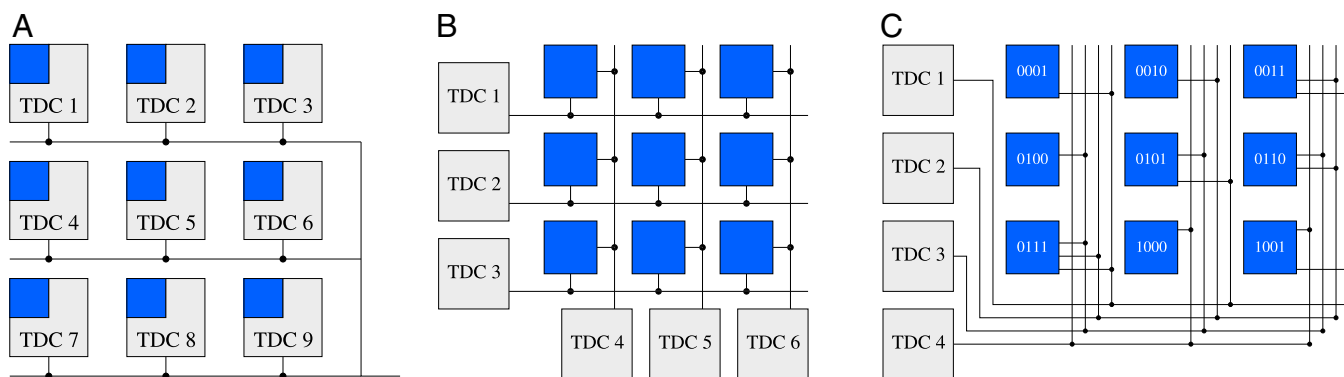 A
TDC 1 TDC 2 TDC 3
TDC 4 TDC 5 TDC 6
TDC 7 TDC 8 TDC 9
B
TDC 1
TDC 2
TDC 3
TDC 4 TDC 5 TDC 6
C
TDC 1
TDC 2
TDC 3
TDC 4
0001 0010 0011
0100 0101 0110
0111 1000 1001